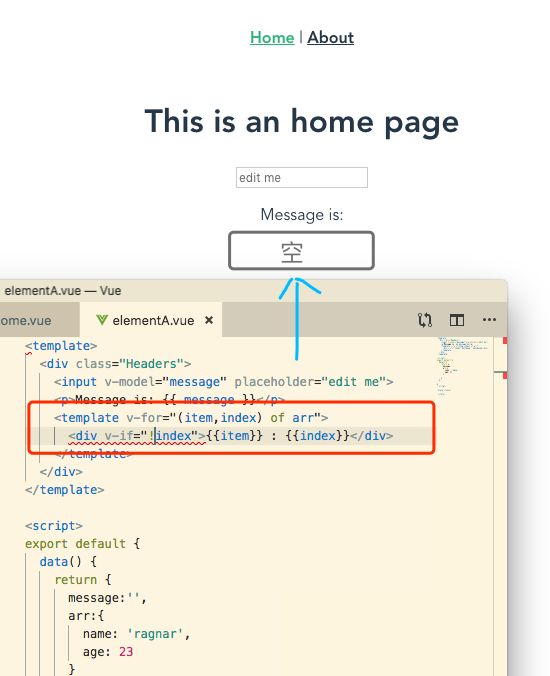 Home | About
This is an home page
edit me
Message is:
空
elementA.vue — Vue
ome.vue
elementA.vue ×
<template>
<div class="Headers">
<input v-model="message" placeholder="edit me">
<p>Message is: {{ message }}</p>
<template v-for="(item,index) of arr">
<div v-if="!index">{{item}} : {{index}}</div>
</template>
</div>
</template>
<script>
export default {
data() {
return {
message:'',
arr:{
name: 'ragnar',
age: 23
}